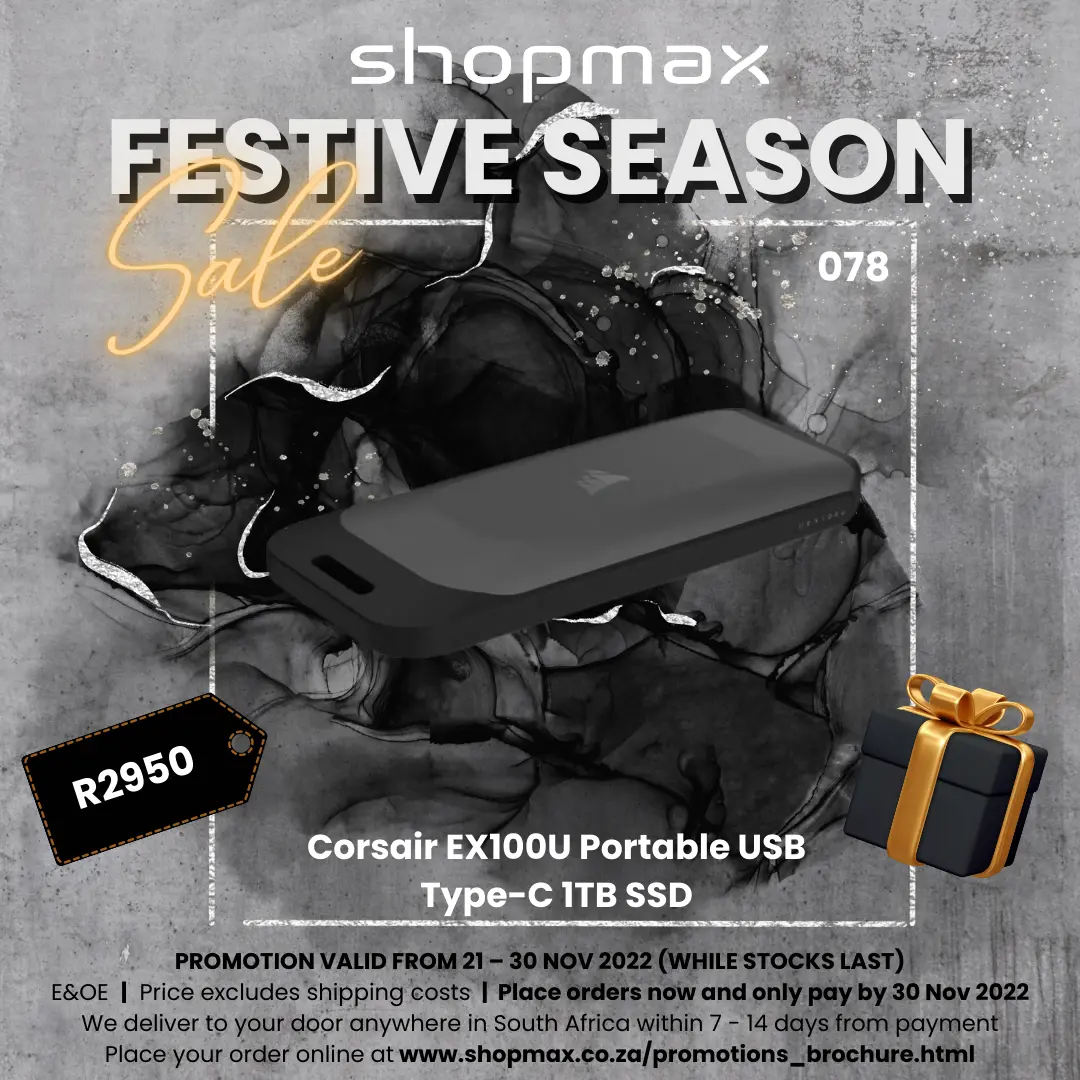 shopmax
FESTIVE SEASON
Sale
078
R2950
Corsair EX100U Portable USB
Type-C 1TB SSD
PROMOTION VALID FROM 21 – 30 NOV 2022 (WHILE STOCKS LAST)
E&OE | Price excludes shipping costs | Place orders now and only pay by 30 Nov 2022
We deliver to your door anywhere in South Africa within 7 - 14 days from payment
Place your order online at www.shopmax.co.za/promotions_brochure.html